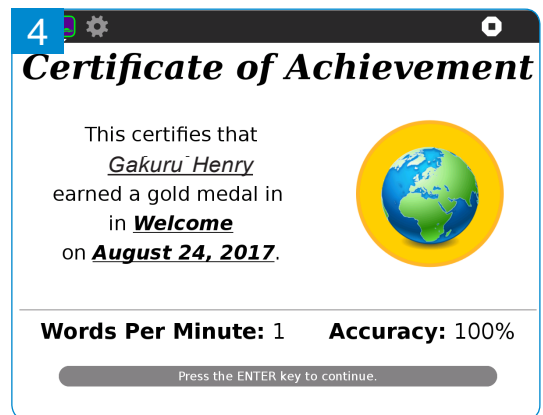 4
Certificate of Achievement
This certifies that
Gakuru Henry
earned a gold medal in
in Welcome
on August 24, 2017.
Words Per Minute: 1 Accuracy: 100%
Press the ENTER key to continue.